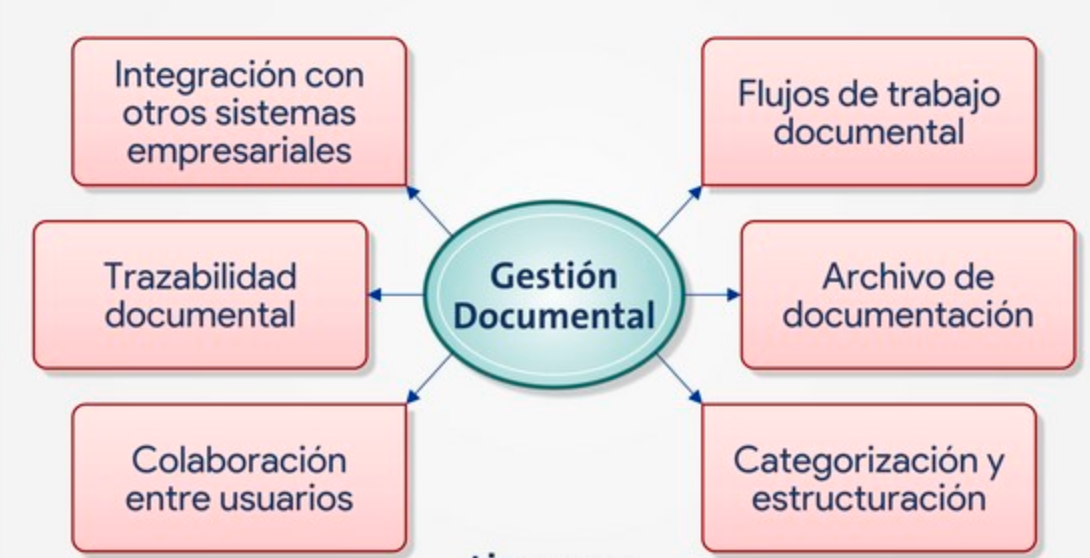 Integración con
otros sistemas
empresariales
Flujos de trabajo
documental
Trazabilidad
documental
Gestión
Documental
Archivo de
documentación
Colaboración
entre usuarios
Categorización y
estructuración